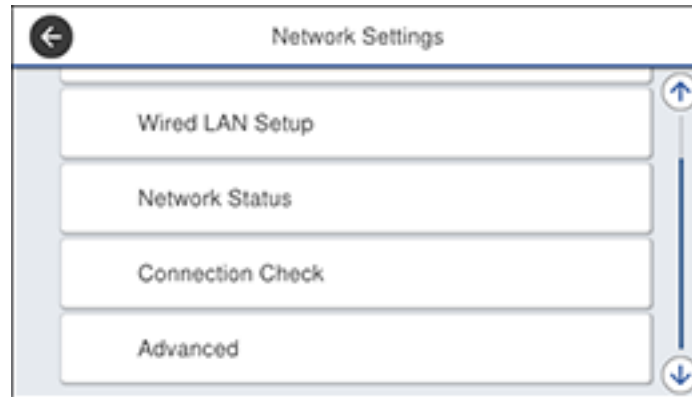 Network Settings
Wired LAN Setup
Network Status
Connection Check
Advanced